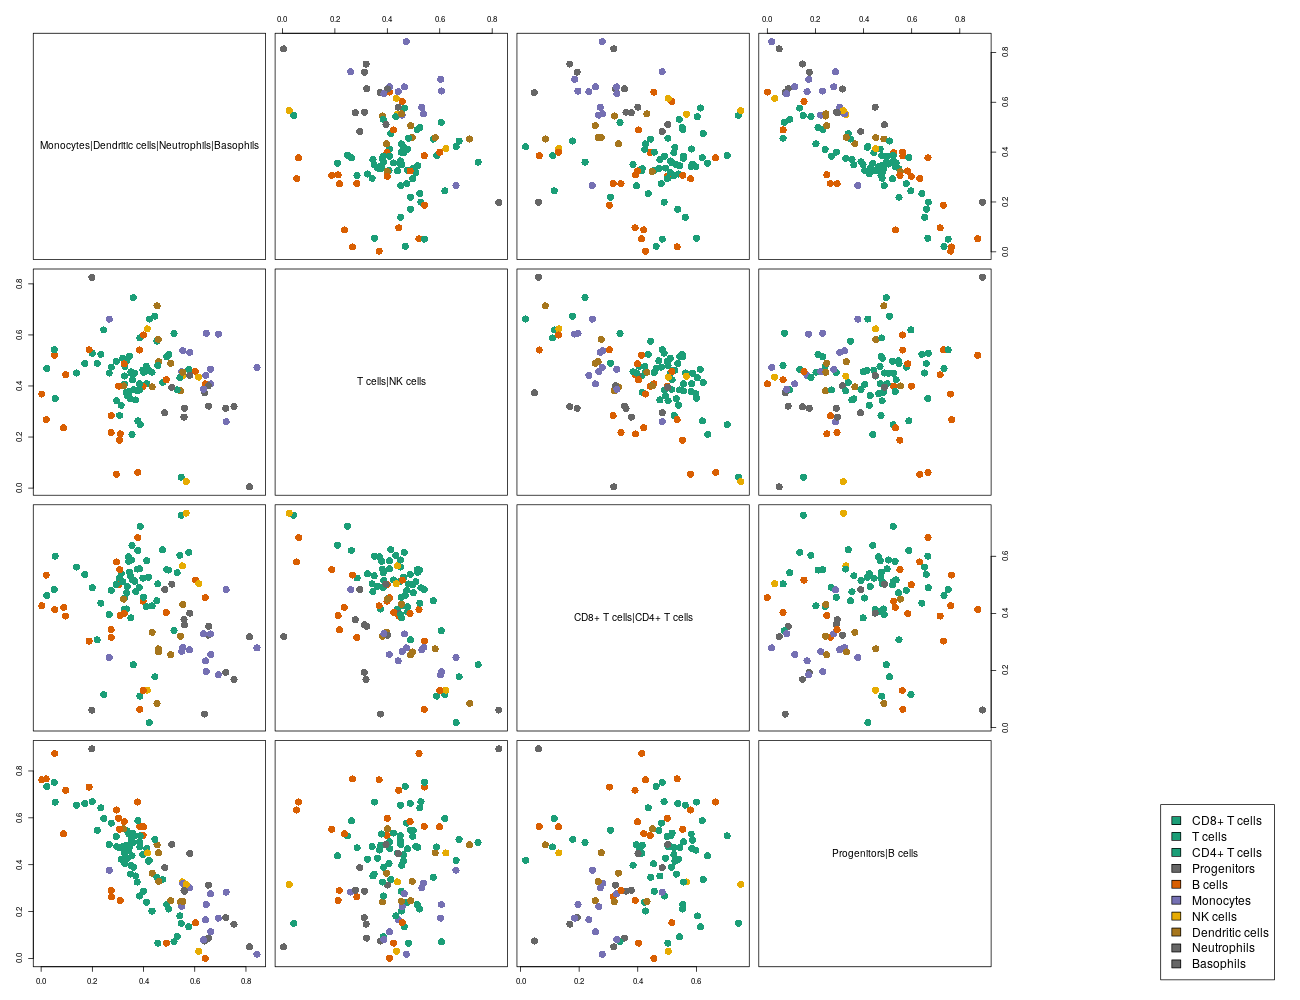 0.0 0.2 0.4 0.6 0.8
0.0 0.2 0.4 0.6 0.8
Monocytes|Dendritic cells|Neutrophils|Basophils
0.0 0.2 0.4 0.6 0.8
0.0 0.2 0.4 0.6 0.8
T cells|NK cells
CD8+ T cells|CD4+ T cells
0.0 0.2 0.4 0.6
0.0 0.2 0.4 0.6 0.8
Progenitors|B cells
0.0 0.2 0.4 0.6 0.8
0.0 0.2 0.4 0.6
CD8+ T cells
T cells
CD4+ T cells
Progenitors
B cells
Monocytes
NK cells
Dendritic cells
Neutrophils
Basophils